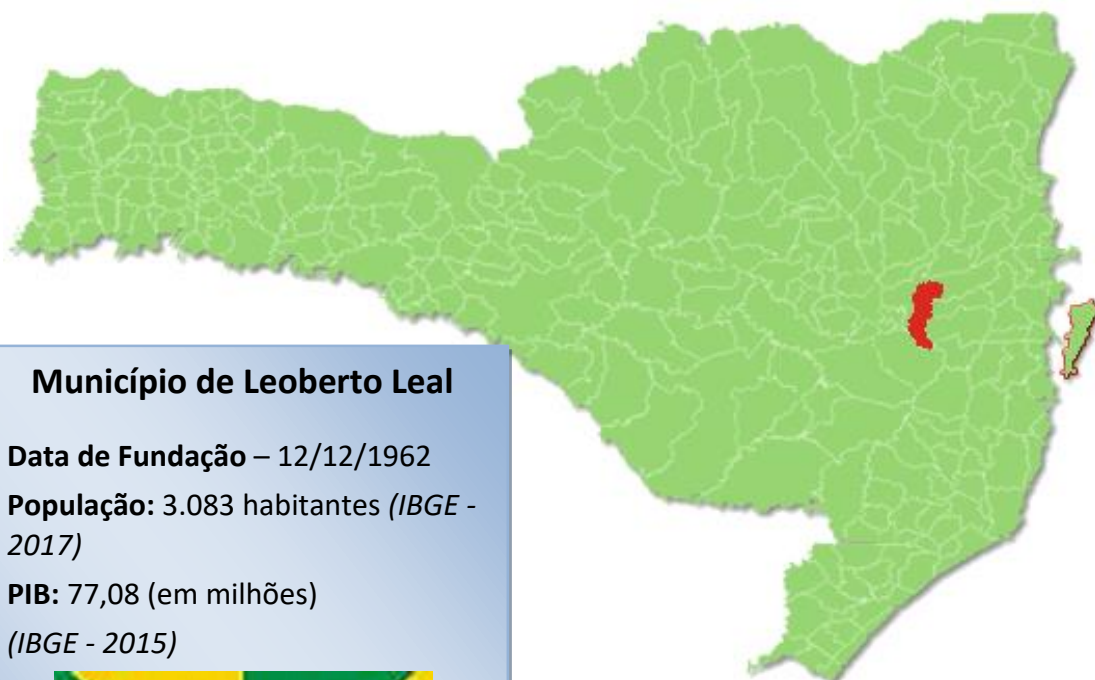 Município de Leoberto Leal
Data de Fundação – 12/12/1962
População: 3.083 habitantes (IBGE -
2017)
PIB: 77,08 (em milhões)
(IBGE - 2015)